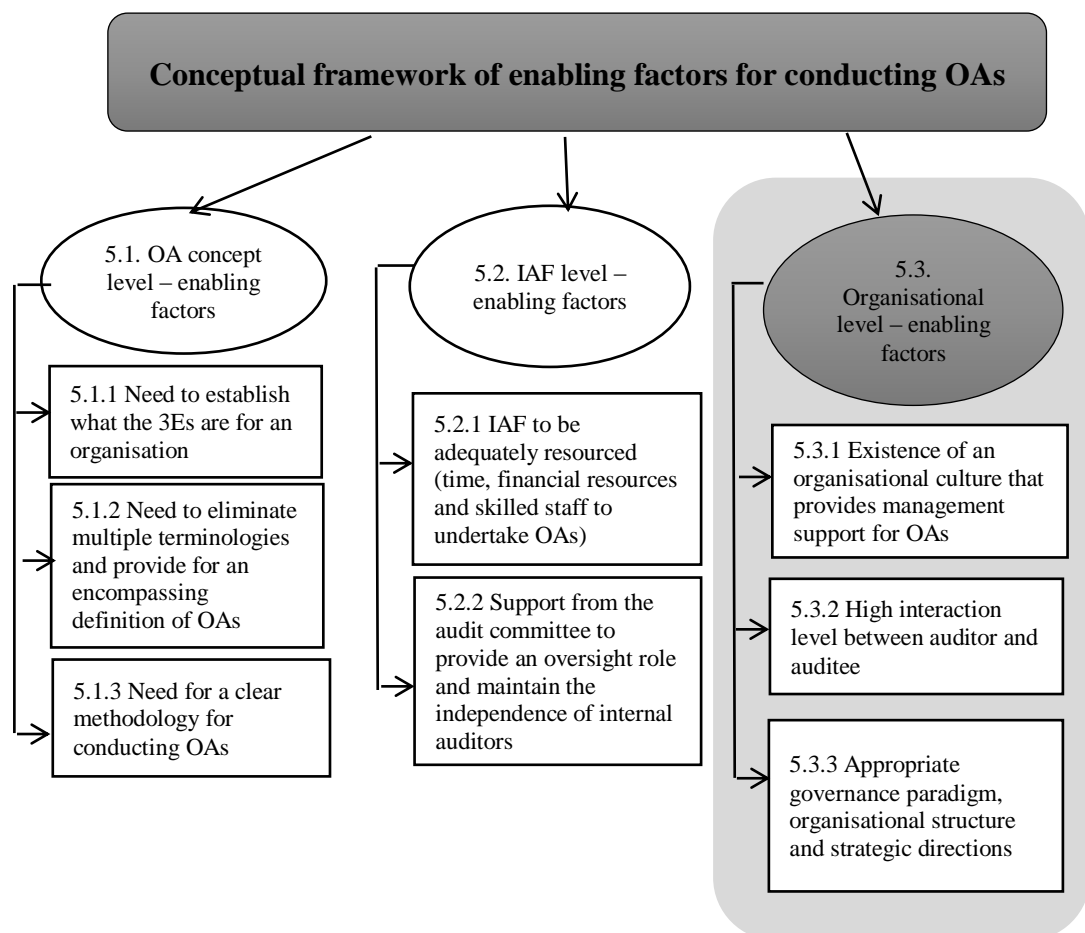 Conceptual framework of enabling factors for conducting OAs
5.1. OA concept
level – enabling
factors
5.1.1 Need to establish
what the 3Es are for an
organisation
5.1.2 Need to eliminate
multiple terminologies
and provide for an
encompassing
definition of OAs
5.1.3 Need for a clear
methodology for
conducting OAs
5.2. IAF level –
enabling factors
5.2.1 IAF to be
adequately resourced
(time, financial resources
and skilled staff to
undertake OAs)
5.2.2 Support from the
audit committee to
provide an oversight role
and maintain the
independence of internal
auditors
5.3.
Organisational
level – enabling
factors
5.3.1 Existence of an
organisational culture that
provides management
support for OAs
5.3.2 High interaction
level between auditor and
auditee
5.3.3 Appropriate
governance paradigm,
organisational structure
and strategic directions